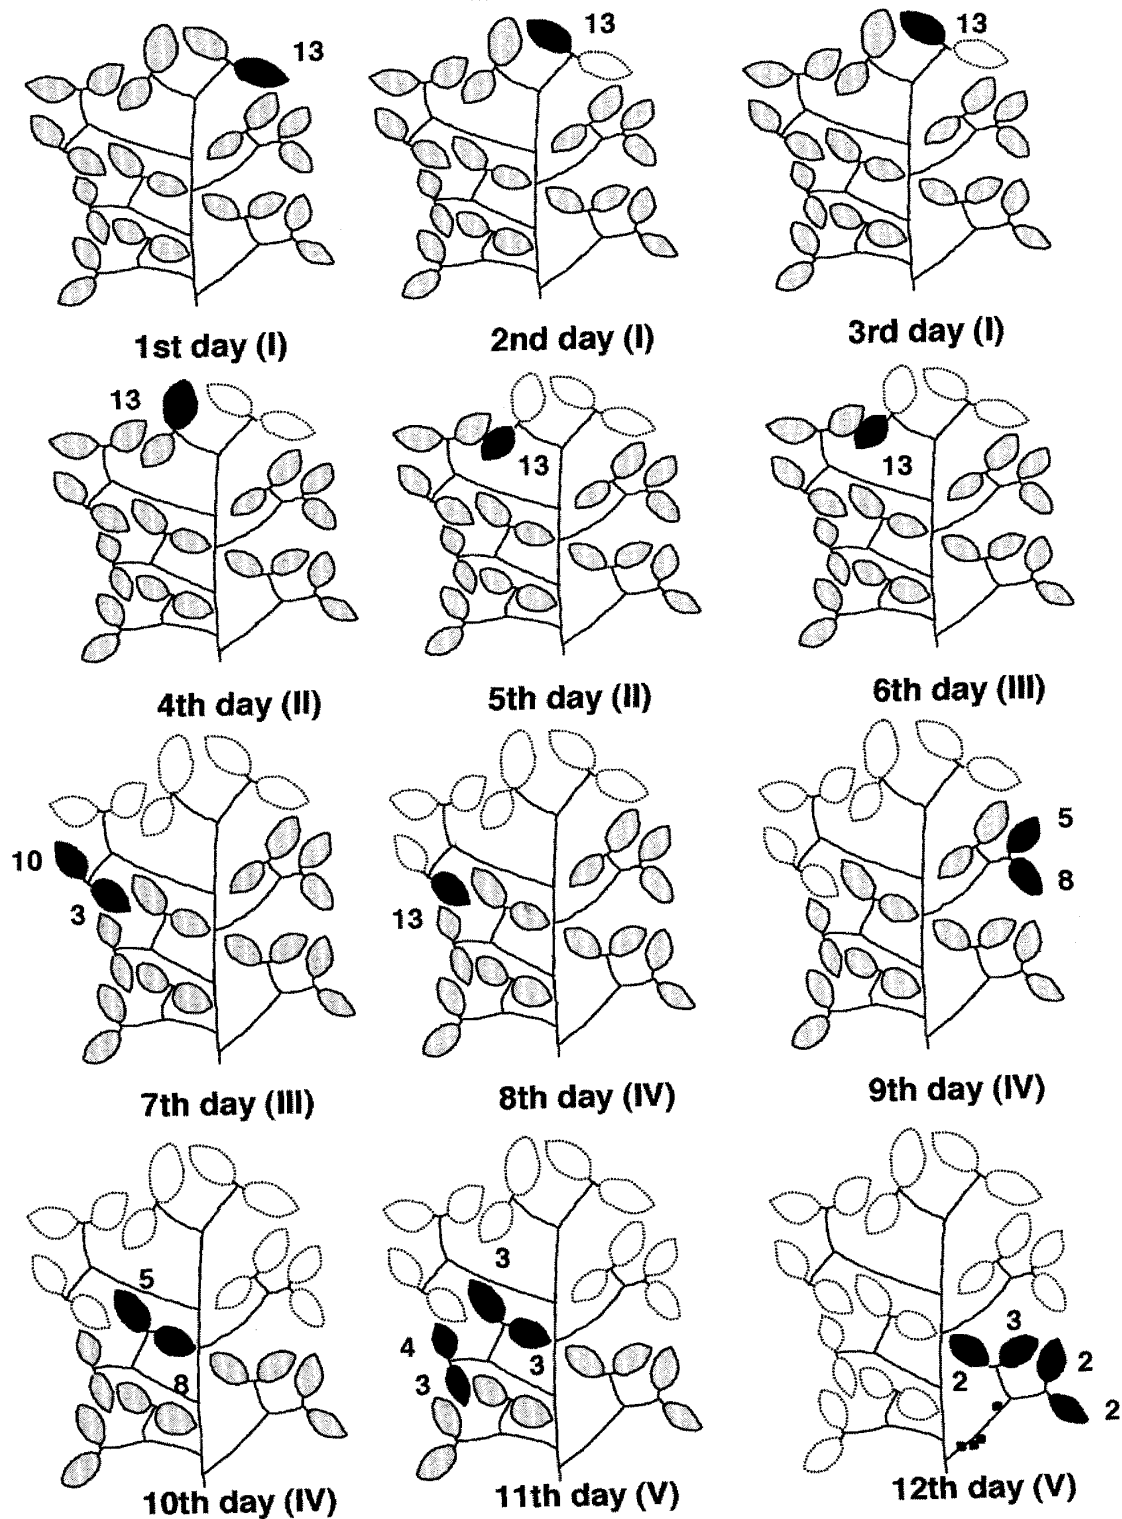 13 13 13
1st day (I) 2nd day (I) 3rd day (I)
13 13 13
4th day (II) 5th day (II) 6th day (III)
10 3 13 5 8
7th day (III) 8th day (IV) 9th day (IV)
5 8 3 4 3 3 3 2 2 2
10th day (IV) 11th day (V) 12th day (V)